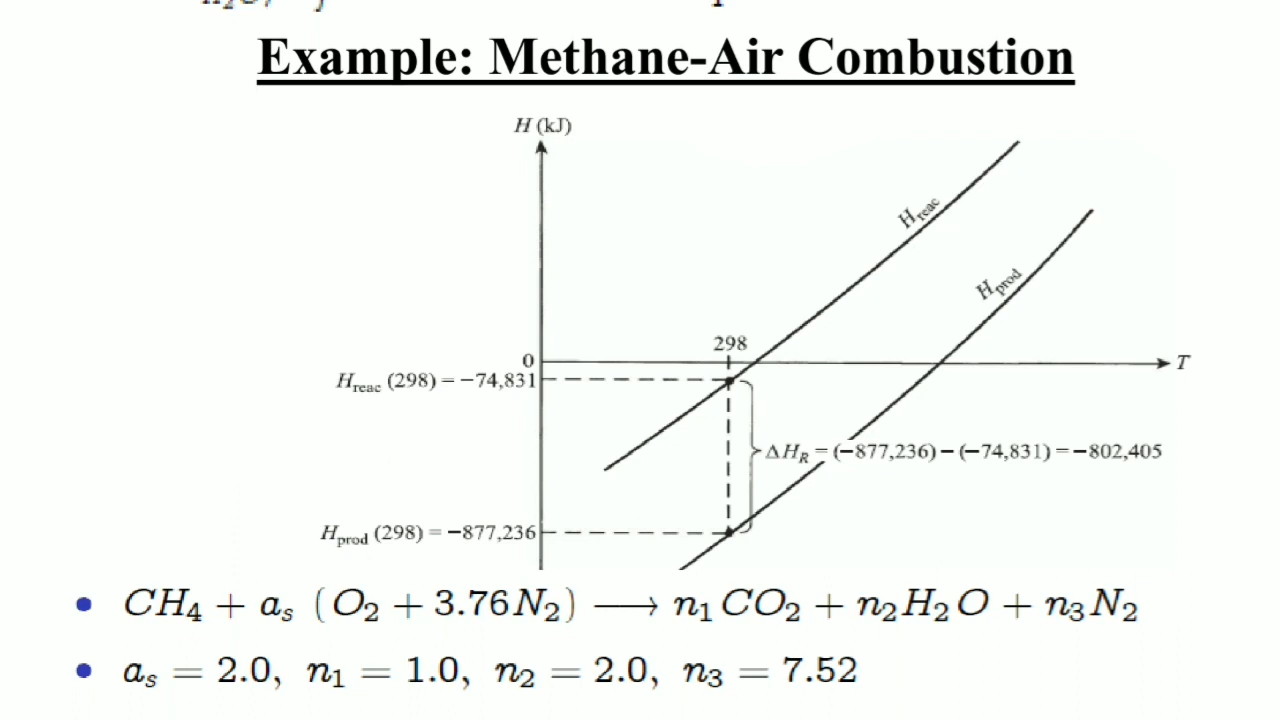 Example: Methane-Air Combustion
H (kJ)
H_reac
H_prod
298
0
T
H_reac (298) = −74,831
ΔH_R = (−877,236) − (−74,831) = −802,405
H_prod (298) = −877,236
• CH₄ + a_s (O₂ + 3.76N₂) ⟶ n₁CO₂ + n₂H₂O + n₃N₂
• a_s = 2.0, n₁ = 1.0, n₂ = 2.0, n₃ = 7.52